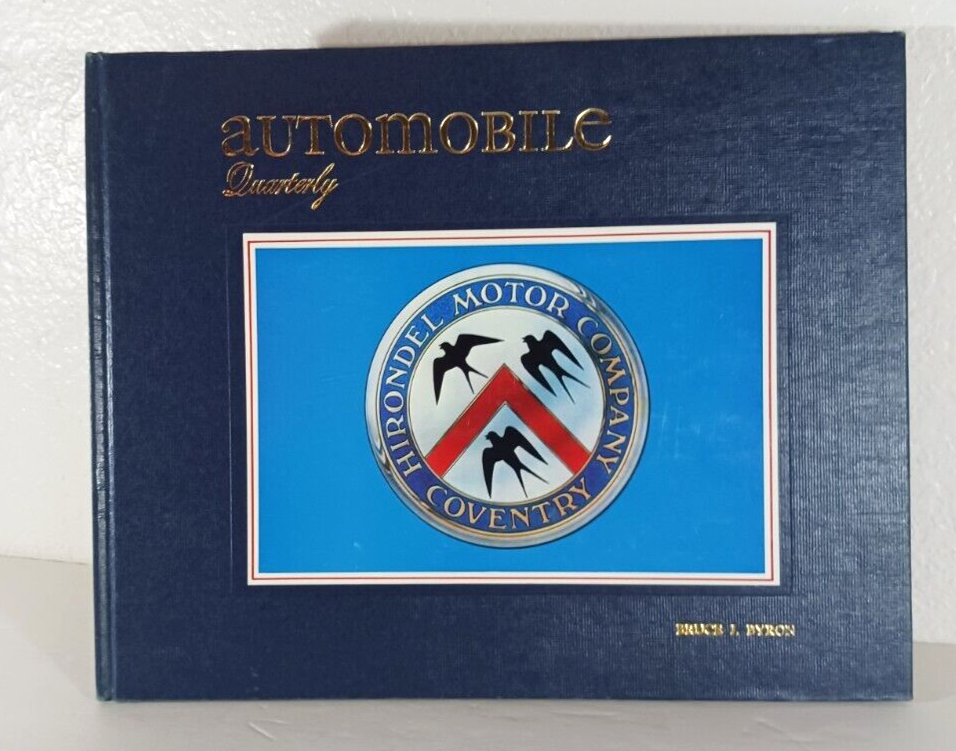 aUTOmOBILe
Quarterly
HIRONDEL MOTOR COMPANY
COVENTRY
BRUCE J. BYRON